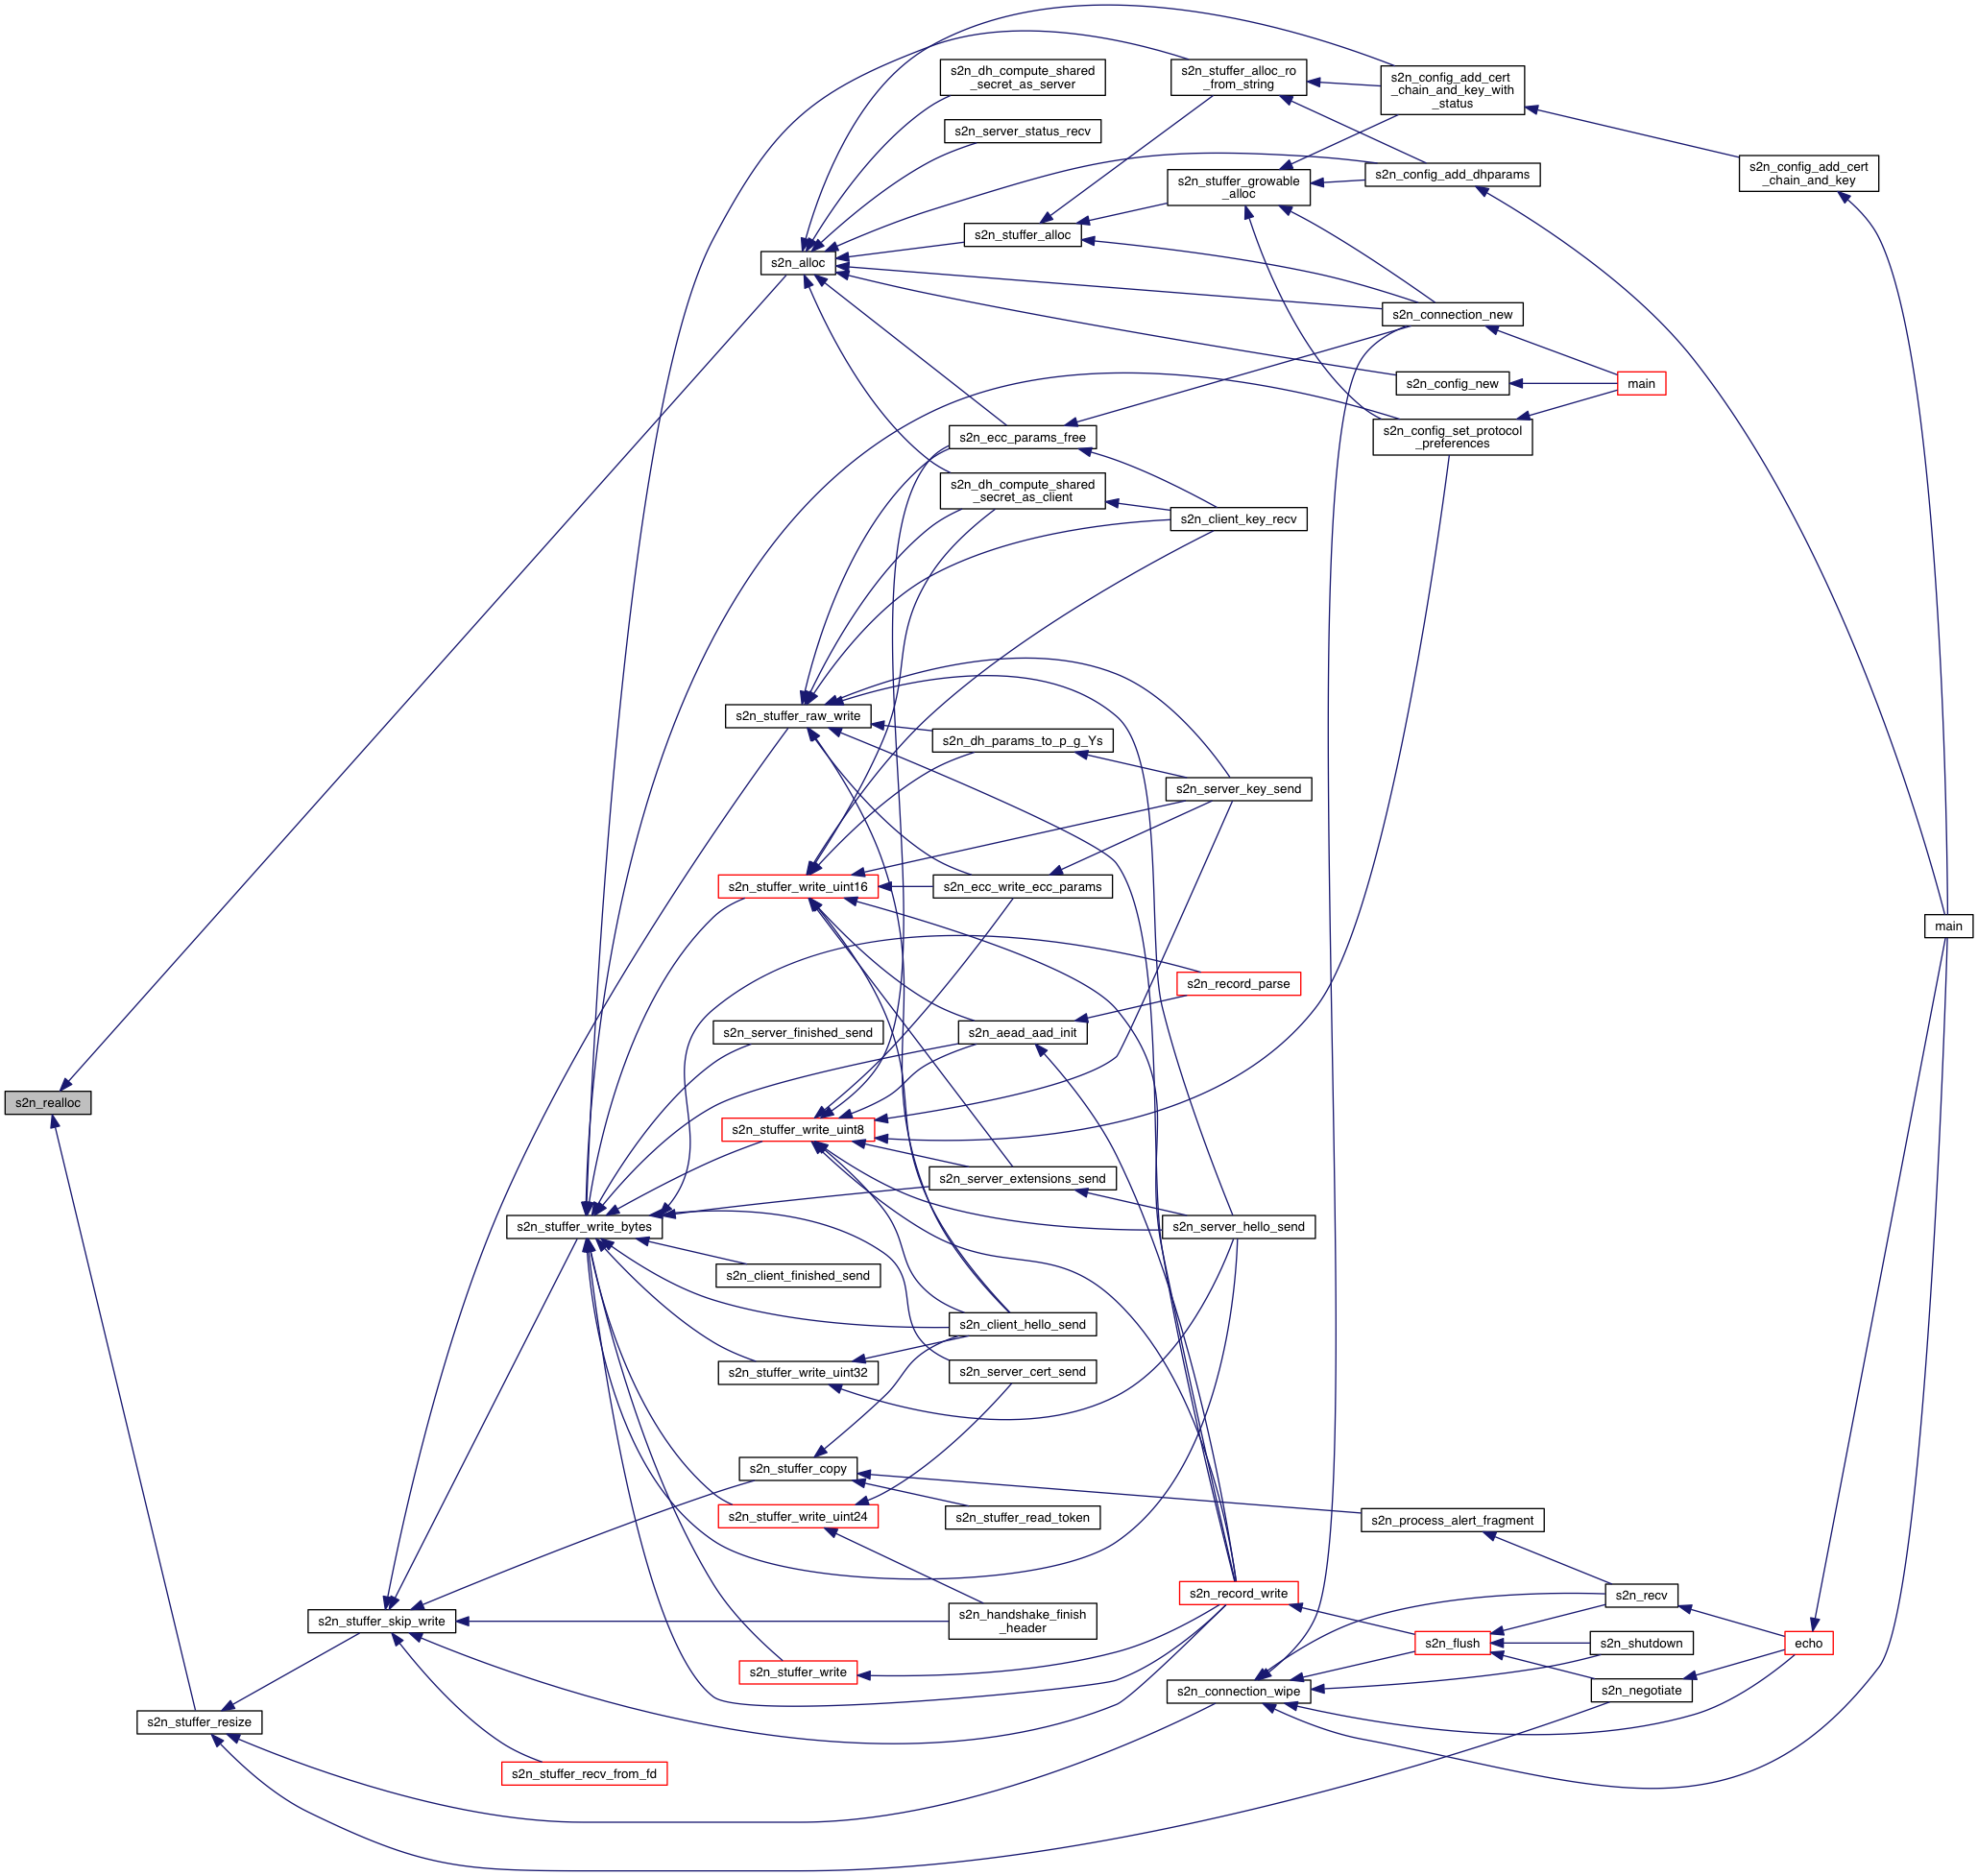 s2n_dh_compute_shared
_secret_as_server
s2n_stuffer_alloc_ro
_from_string
s2n_config_add_cert
_chain_and_key_with
_status
s2n_server_status_recv
s2n_config_add_cert
_chain_and_key
s2n_stuffer_growable
_alloc
s2n_config_add_dhparams
s2n_stuffer_alloc
s2n_alloc
s2n_connection_new
s2n_config_new
main
s2n_ecc_params_free
s2n_config_set_protocol
_preferences
s2n_dh_compute_shared
_secret_as_client
s2n_client_key_recv
s2n_stuffer_raw_write
s2n_dh_params_to_p_g_Ys
s2n_server_key_send
s2n_stuffer_write_uint16
s2n_ecc_write_ecc_params
main
s2n_record_parse
s2n_server_finished_send
s2n_aead_aad_init
s2n_realloc
s2n_stuffer_write_uint8
s2n_server_extensions_send
s2n_stuffer_write_bytes
s2n_server_hello_send
s2n_client_finished_send
s2n_client_hello_send
s2n_stuffer_write_uint32
s2n_server_cert_send
s2n_stuffer_copy
s2n_stuffer_write_uint24
s2n_stuffer_read_token
s2n_process_alert_fragment
s2n_record_write
s2n_recv
s2n_stuffer_skip_write
s2n_handshake_finish
_header
s2n_flush
s2n_shutdown
echo
s2n_stuffer_write
s2n_connection_wipe
s2n_negotiate
s2n_stuffer_resize
s2n_stuffer_recv_from_fd